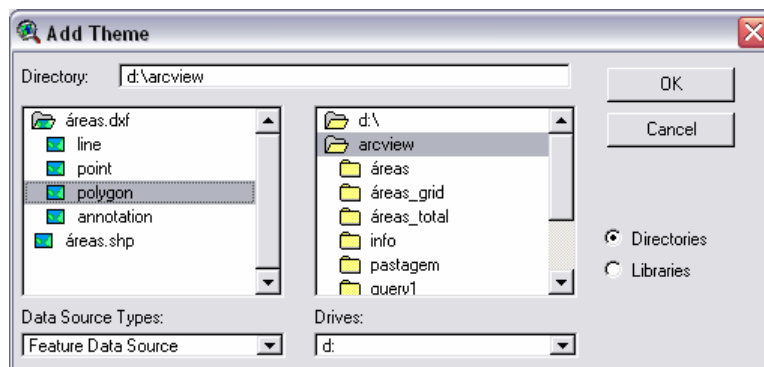 Add Theme
Directory: d:\arcview
OK
Cancel
áreas.dxf
line
point
polygon
annotation
áreas.shp
d:\
arcview
áreas
áreas_grid
áreas_total
info
pastagem
query1
Directories
Libraries
Data Source Types:
Feature Data Source
Drives:
d: